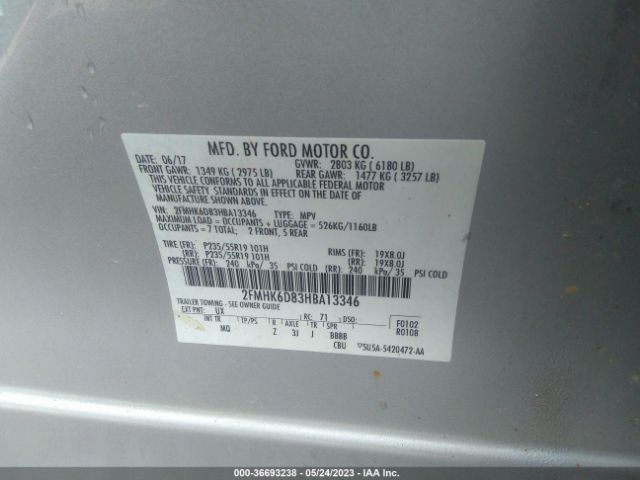 MFD. BY FORD MOTOR CO.
DATE: 06/17 GVWR: 2803 KG ( 6180 LB)
FRONT GAWR: 1349 KG ( 2975 LB) REAR GAWR: 1477 KG ( 3257 LB)
THIS VEHICLE CONFORMS TO ALL APPLICABLE FEDERAL MOTOR
VEHICLE SAFETY STANDARDS IN EFFECT ON THE DATE OF
MANUFACTURE SHOWN ABOVE.
VIN: 2FMHK6D83HBA13346 TYPE: MPV
MAXIMUM LOAD = OCCUPANTS + LUGGAGE = 526KG/1160LB
OCCUPANTS = 7 TOTAL; 2 FRONT, 5 REAR
TIRE (FR): P235/55R19 101H RIMS (FR): 19X8.0J
(RR): P235/55R19 101H (RR): 19X8.0J
PRESSURE (FR): 240 kPa/ 35 PSI COLD (RR): 240 kPa/ 35 PSI COLD
2FMHK6D83HBA13346
TRAILER TOWING - SEE OWNER GUIDE
EXT PNT: UX RC: 71 DSO: F0102
INT TR TP/PS R AXLE TR SPR R0108
MQ Z 3J J BBBB
CBU 5U5A-5420472-AA
000-36693238 - 05/24/2023 - IAA Inc.